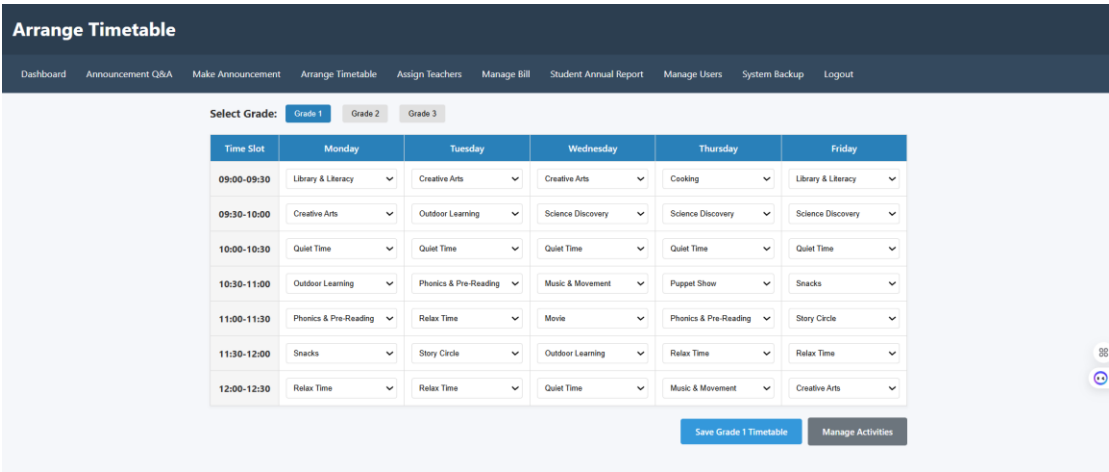 Arrange Timetable
Dashboard Announcement Q&A Make Announcement Arrange Timetable Assign Teachers Manage Bill Student Annual Report Manage Users System Backup Logout
Select Grade: Grade 1 Grade 2 Grade 3
Time Slot Monday Tuesday Wednesday Thursday Friday
09:00-09:30 Library & Literacy Creative Arts Creative Arts Cooking Library & Literacy
09:30-10:00 Creative Arts Outdoor Learning Science Discovery Science Discovery Science Discovery
10:00-10:30 Quiet Time Quiet Time Quiet Time Quiet Time Quiet Time
10:30-11:00 Outdoor Learning Phonics & Pre-Reading Music & Movement Puppet Show Snacks
11:00-11:30 Phonics & Pre-Reading Relax Time Movie Phonics & Pre-Reading Story Circle
11:30-12:00 Snacks Story Circle Outdoor Learning Relax Time Relax Time
12:00-12:30 Relax Time Relax Time Quiet Time Music & Movement Creative Arts
Save Grade 1 Timetable Manage Activities